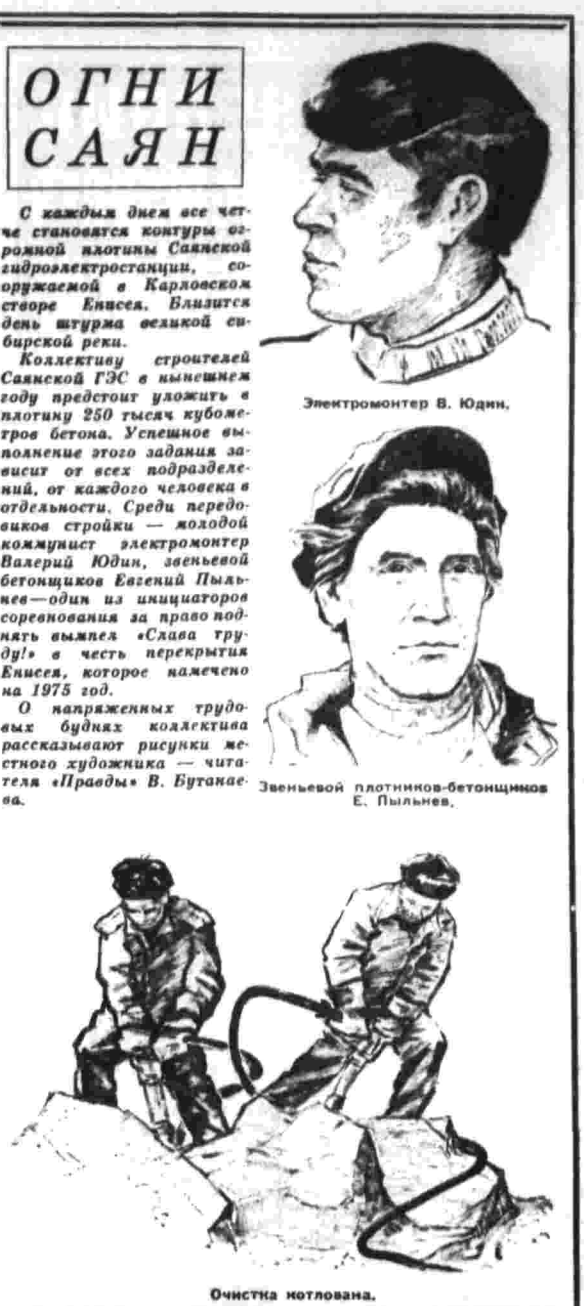 ОГНИ
САЯН
С каждым днем все чет-
че становятся контуры ог-
ромной плотины Саянской
гидроэлектростанции, со-
оружаемой в Карловском
створе Енисея. Близится
день штурма великой си-
бирской реки.
Коллективу строителей
Саянской ГЭС в нынешнем
году предстоит уложить в
плотину 250 тысяч кубоме-
тров бетона. Успешное вы-
полнение этого задания за-
висит от всех подразделе-
ний, от каждого человека в
отдельности. Среди передо-
виков стройки — молодой
коммунист электромонтер
Валерий Юдин, звеньевой
бетонщиков Евгений Пыль-
нев—один из инициаторов
соревнования за право под-
нять вымпел «Слава тру-
ду!» в честь перекрытия
Енисея, которое намечено
на 1975 год.
О напряженных трудо-
вых буднях коллектива
рассказывают рисунки ме-
стного художника — чита-
теля «Правды» В. Бутанае-
ва.
Электромонтер В. Юдин.
Звеньевой плотников-бетонщиков
Е. Пыльнев.
Очистка котлована.